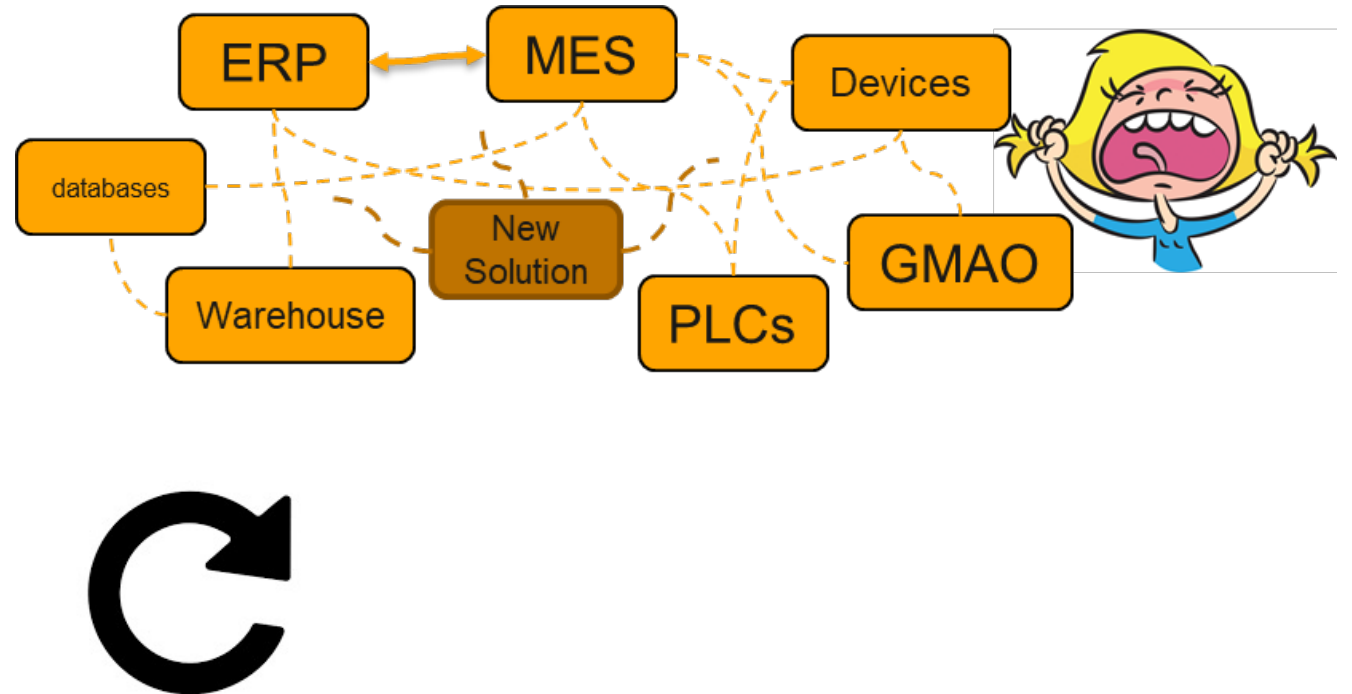 ERP
MES
Devices
databases
New
Solution
GMAO
Warehouse
PLCs